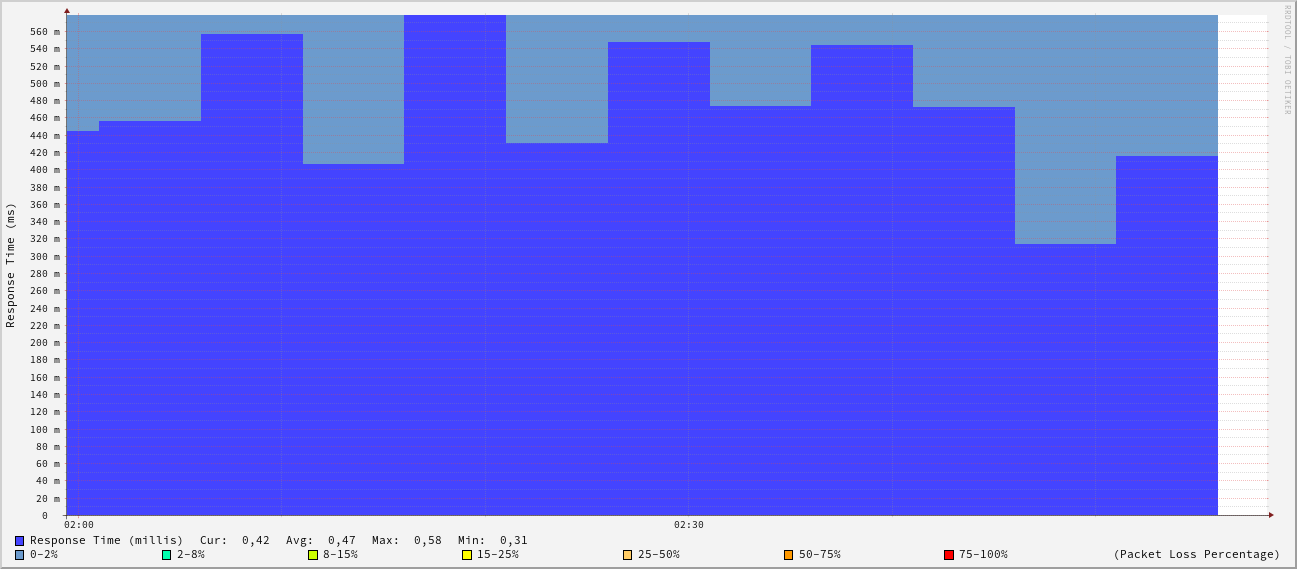 RRDTOOL / TOBI OETIKER
Response Time (ms)
560 m
540 m
520 m
500 m
480 m
460 m
440 m
420 m
400 m
380 m
360 m
340 m
320 m
300 m
280 m
260 m
240 m
220 m
200 m
180 m
160 m
140 m
120 m
100 m
80 m
60 m
40 m
20 m
0
02:00 02:30
Response Time (millis) Cur: 0,42 Avg: 0,47 Max: 0,58 Min: 0,31
0-2% 2-8% 8-15% 15-25% 25-50% 50-75% 75-100% (Packet Loss Percentage)